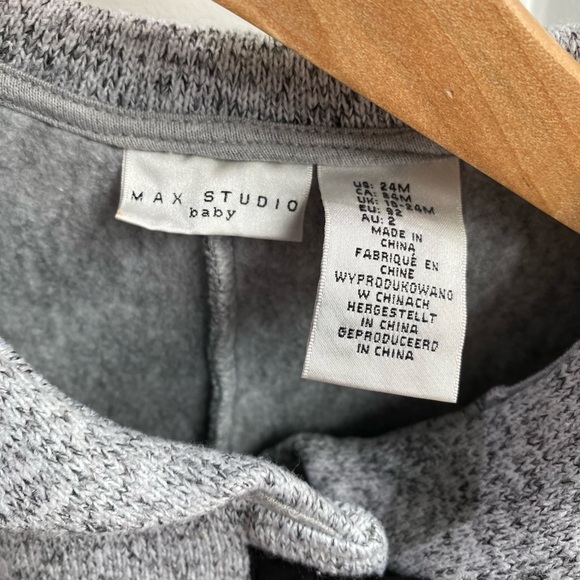 MAX STUDIO
baby
US: 24M
CA: 24M
UK: 18-24M
EU: 92
AU: 2
MADE IN
CHINA
FABRIQUÉ EN
CHINE
WYPRODUKOWANO
W CHINACH
HERGESTELLT
IN CHINA
GEPRODUCEERD
IN CHINA